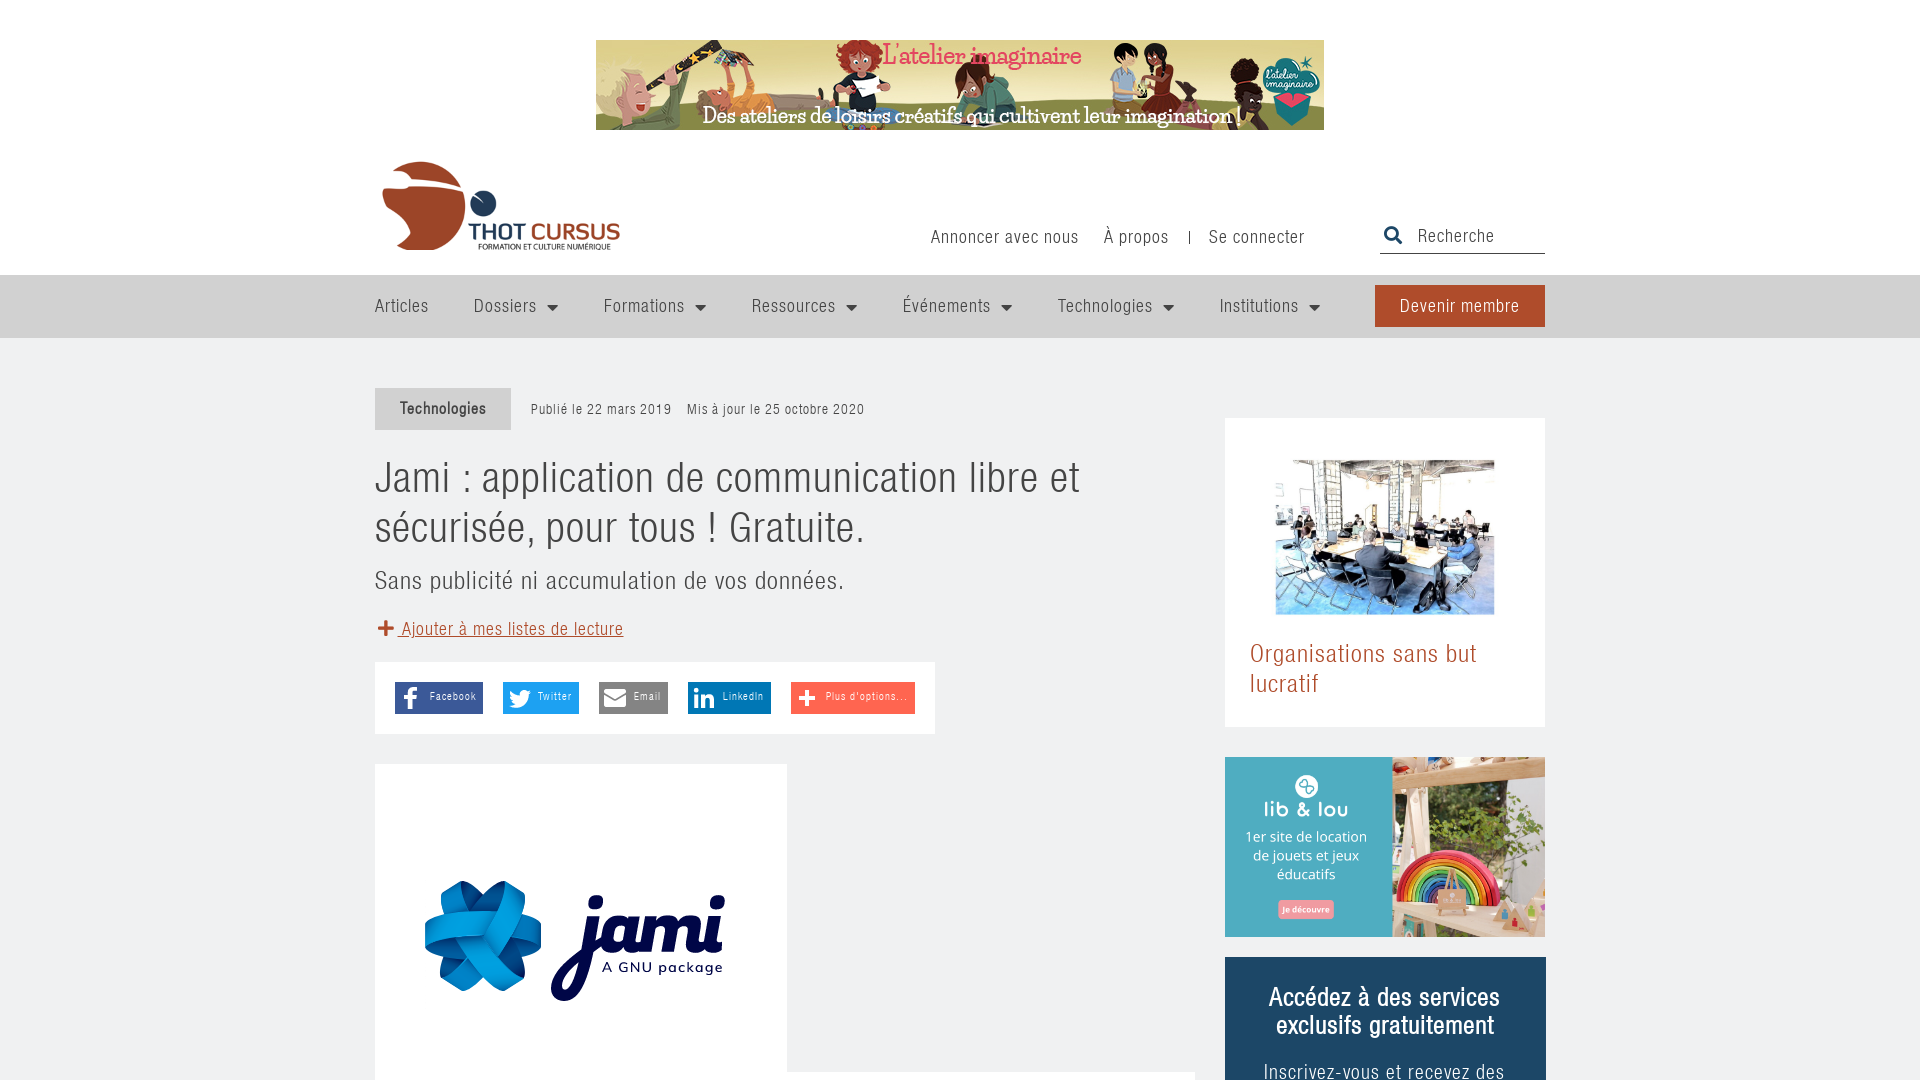 L'atelier imaginaire
l'atelier
imaginaire
Des ateliers de loisirs créatifs qui cultivent leur imagination !
THOT CURSUS
FORMATION ET CULTURE NUMÉRIQUE
Annoncer avec nous
À propos
Se connecter
Recherche
Articles
Dossiers
Formations
Ressources
Événements
Technologies
Institutions
Devenir membre
Technologies
Publié le 22 mars 2019
Mis à jour le 25 octobre 2020
Jami : application de communication libre et
sécurisée, pour tous ! Gratuite.
Sans publicité ni accumulation de vos données.
Ajouter à mes listes de lecture
Facebook
Twitter
Email
LinkedIn
Plus d'options...
jami
A GNU package
Organisations sans but
lucratif
lib & lou
1er site de location
de jouets et jeux
éducatifs
Je découvre
Accédez à des services
exclusifs gratuitement
Inscrivez-vous et recevez des